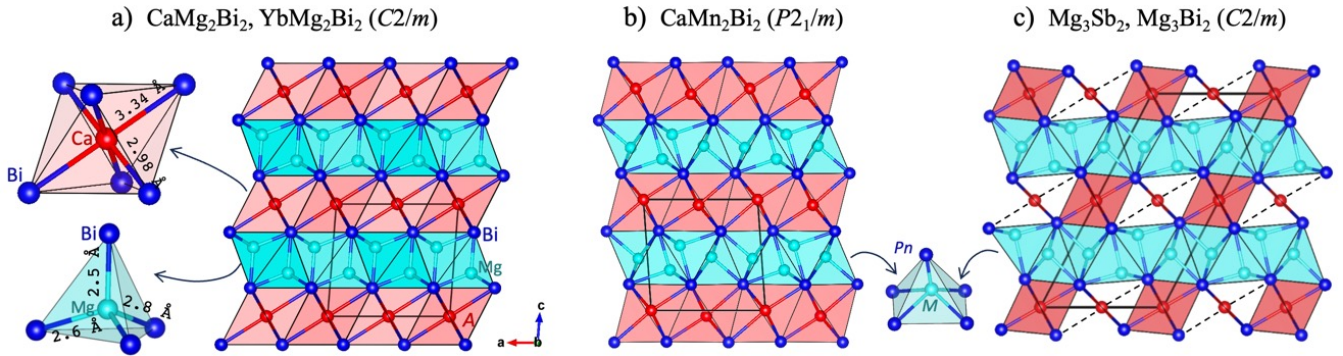 a) CaMg₂Bi₂, YbMg₂Bi₂ (C2/m)
b) CaMn₂Bi₂ (P2₁/m)
c) Mg₃Sb₂, Mg₃Bi₂ (C2/m)
3.34 Å
Ca
2.98 Å
Bi
Bi
2.5 Å
Mg
2.8 Å
2.6 Å
Bi
Mg
A
c
a
b
Pn
M